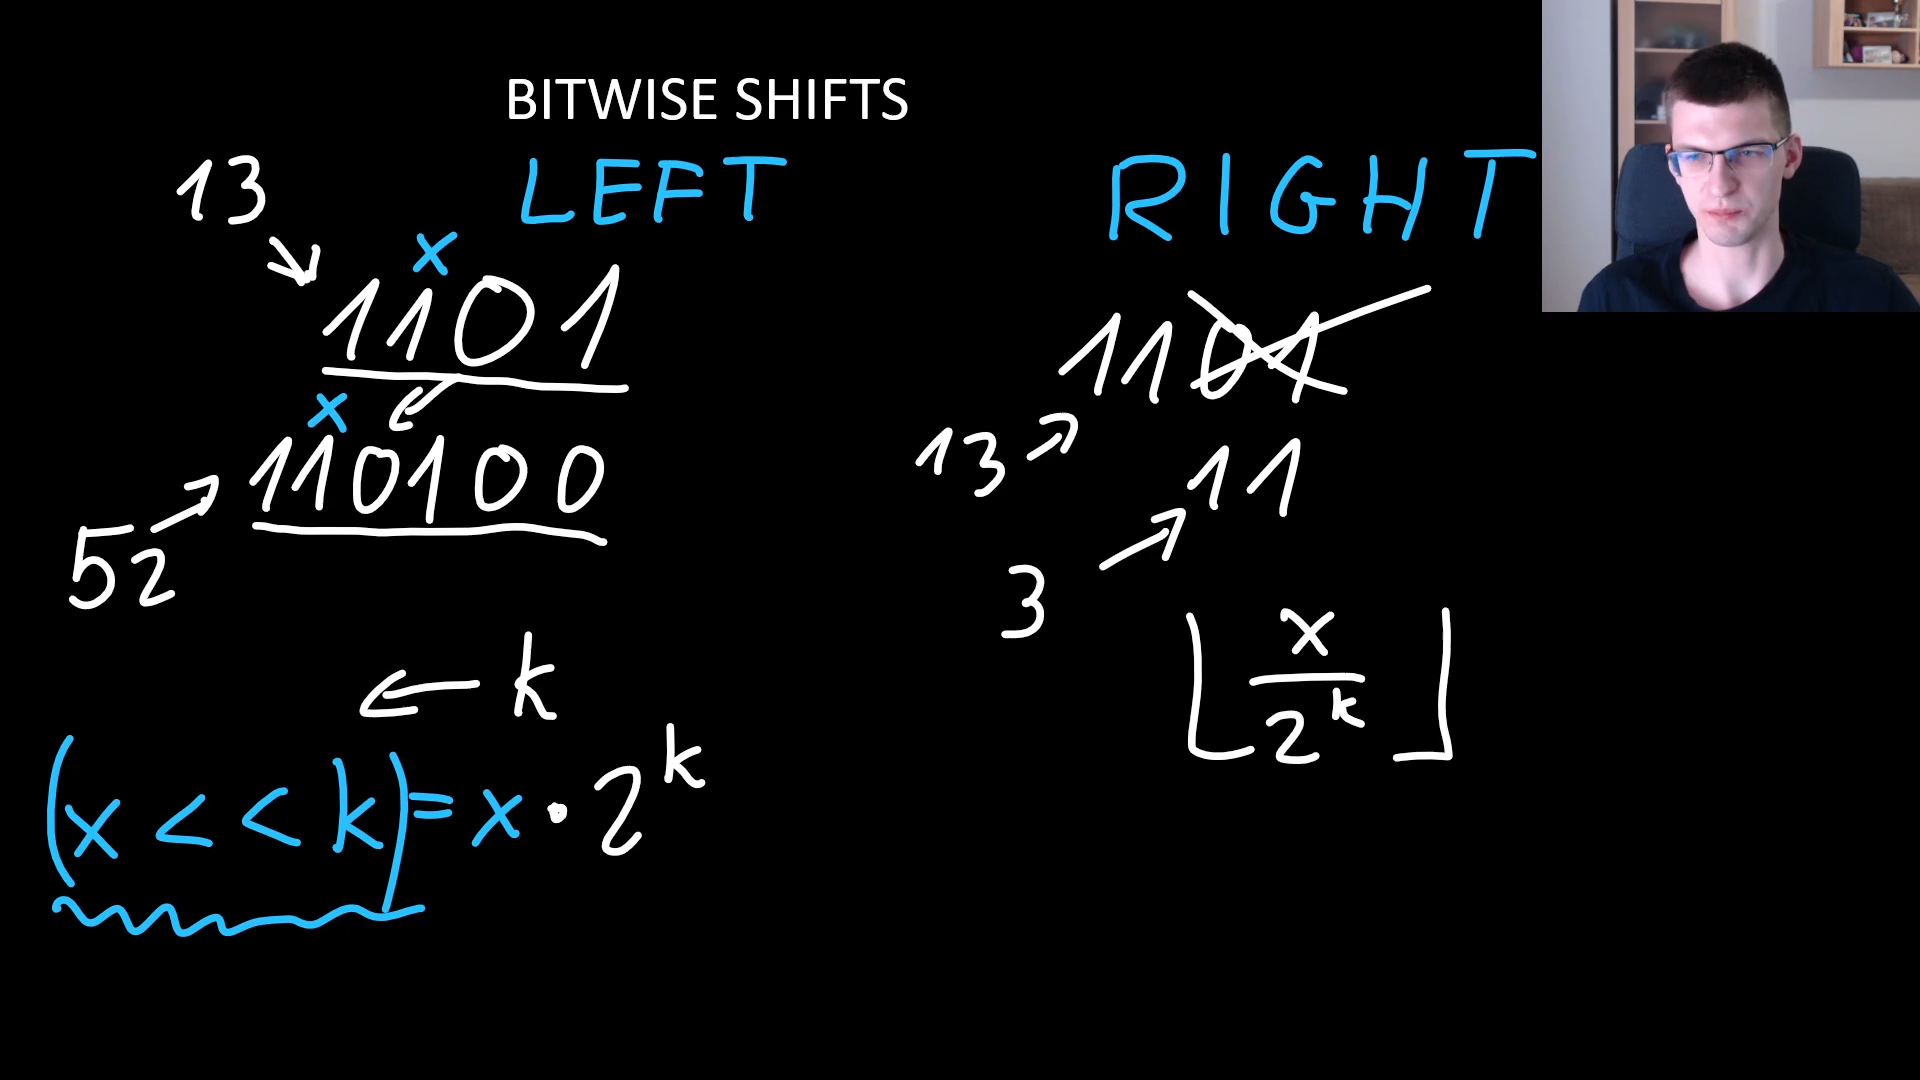 BITWISE SHIFTS
LEFT
13
x
1101
x
110100
52
k
(x << k) = x · 2^k
RIGHT
1101
13
11
3
⌊x / 2^k⌋